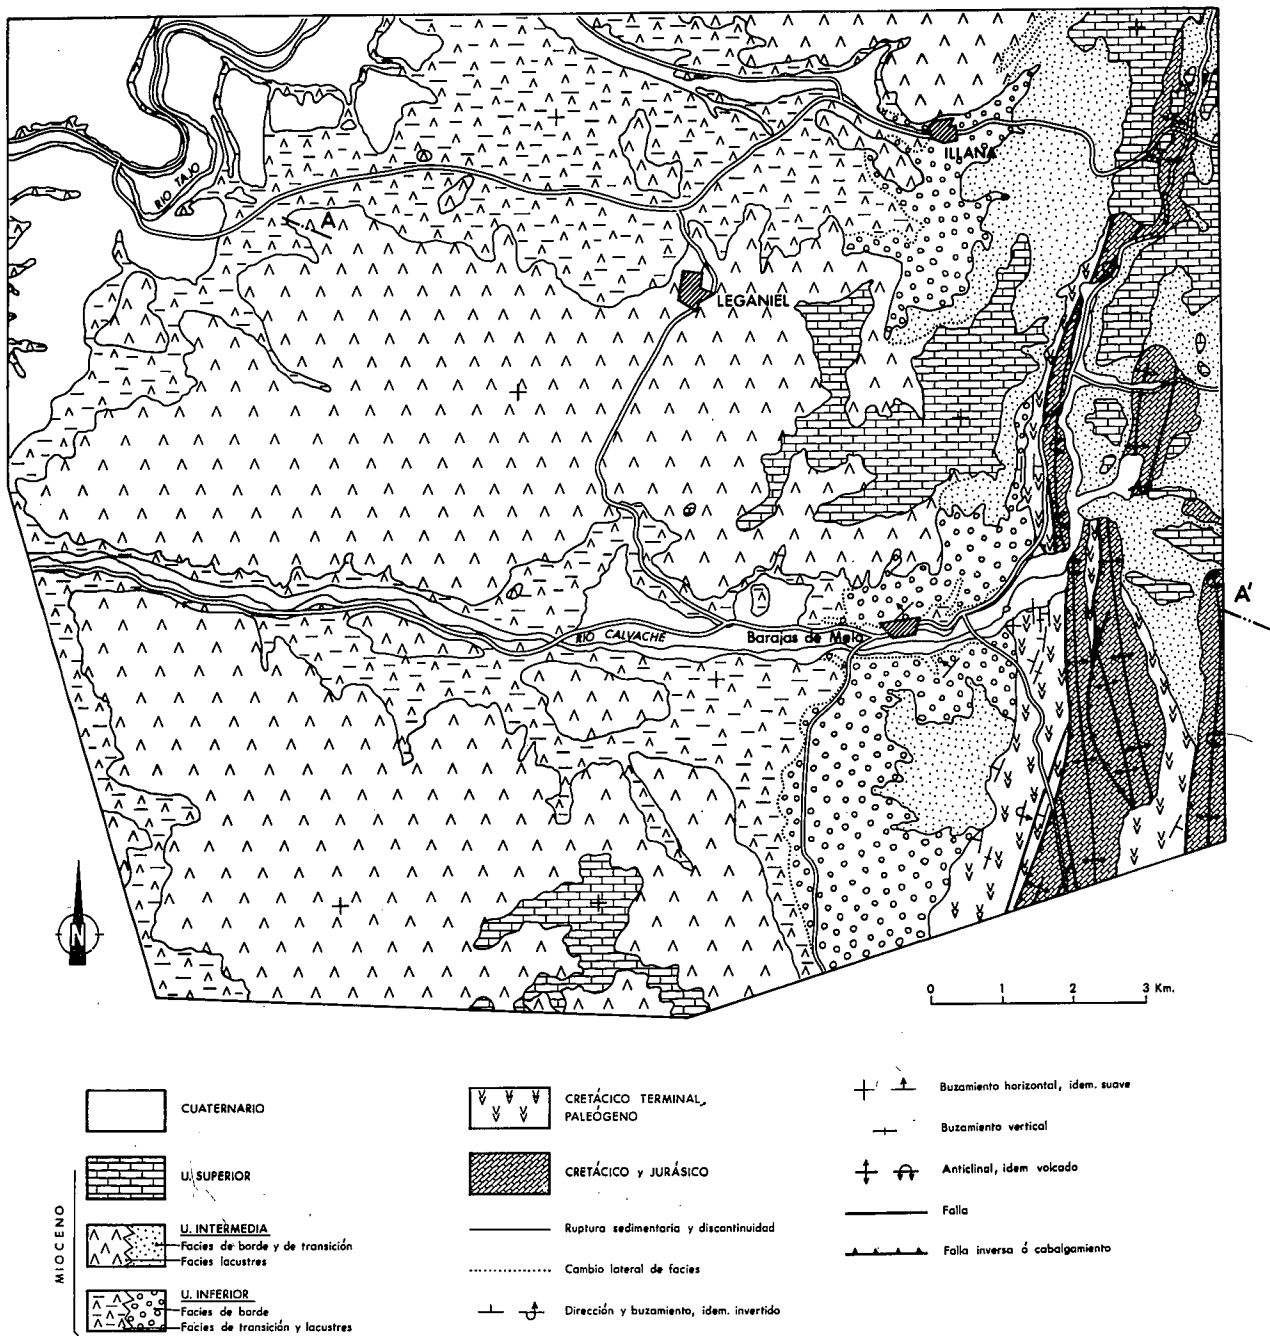 ILLANA
RIO TAJO
A
LEGANIEL
A'
RIO CALVACHE
Barajas de Melo
N
0 1 2 3 Km.
CUATERNARIO
U. SUPERIOR
MIOCENO
U. INTERMEDIA
Facies de borde y de transición
Facies lacustres
U. INFERIOR
Facies de borde
Facies de transición y lacustres
CRETÁCICO TERMINAL,
PALEÓGENO
CRETÁCICO y JURÁSICO
Ruptura sedimentaria y discontinuidad
Cambio lateral de facies
Dirección y buzamiento, idem. invertido
Buzamiento horizontal, idem. suave
Buzamiento vertical
Anticlinal, idem volcado
Falla
Falla inversa ó cabalgamiento